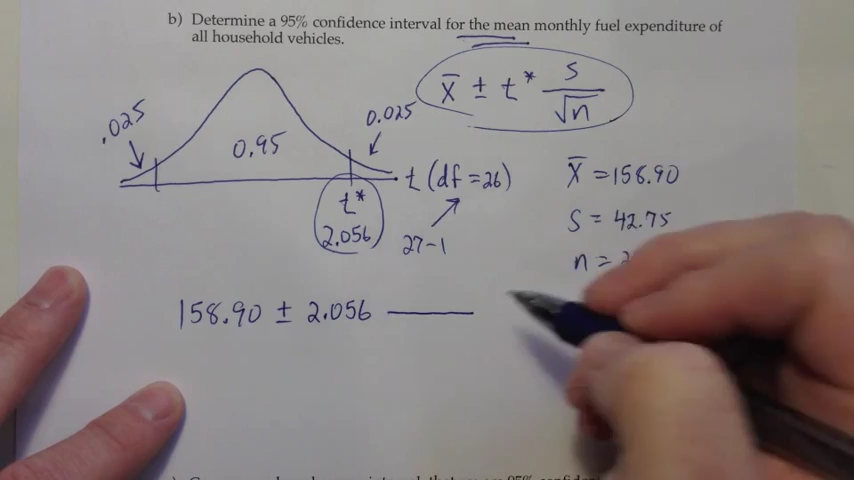 b) Determine a 95% confidence interval for the mean monthly fuel expenditure of
all household vehicles.
x̄ ± t* s/√n
.025
0.95
0.025
t (df = 26)
t*
2.056
27-1
x̄ = 158.90
s = 42.75
n =
158.90 ± 2.056